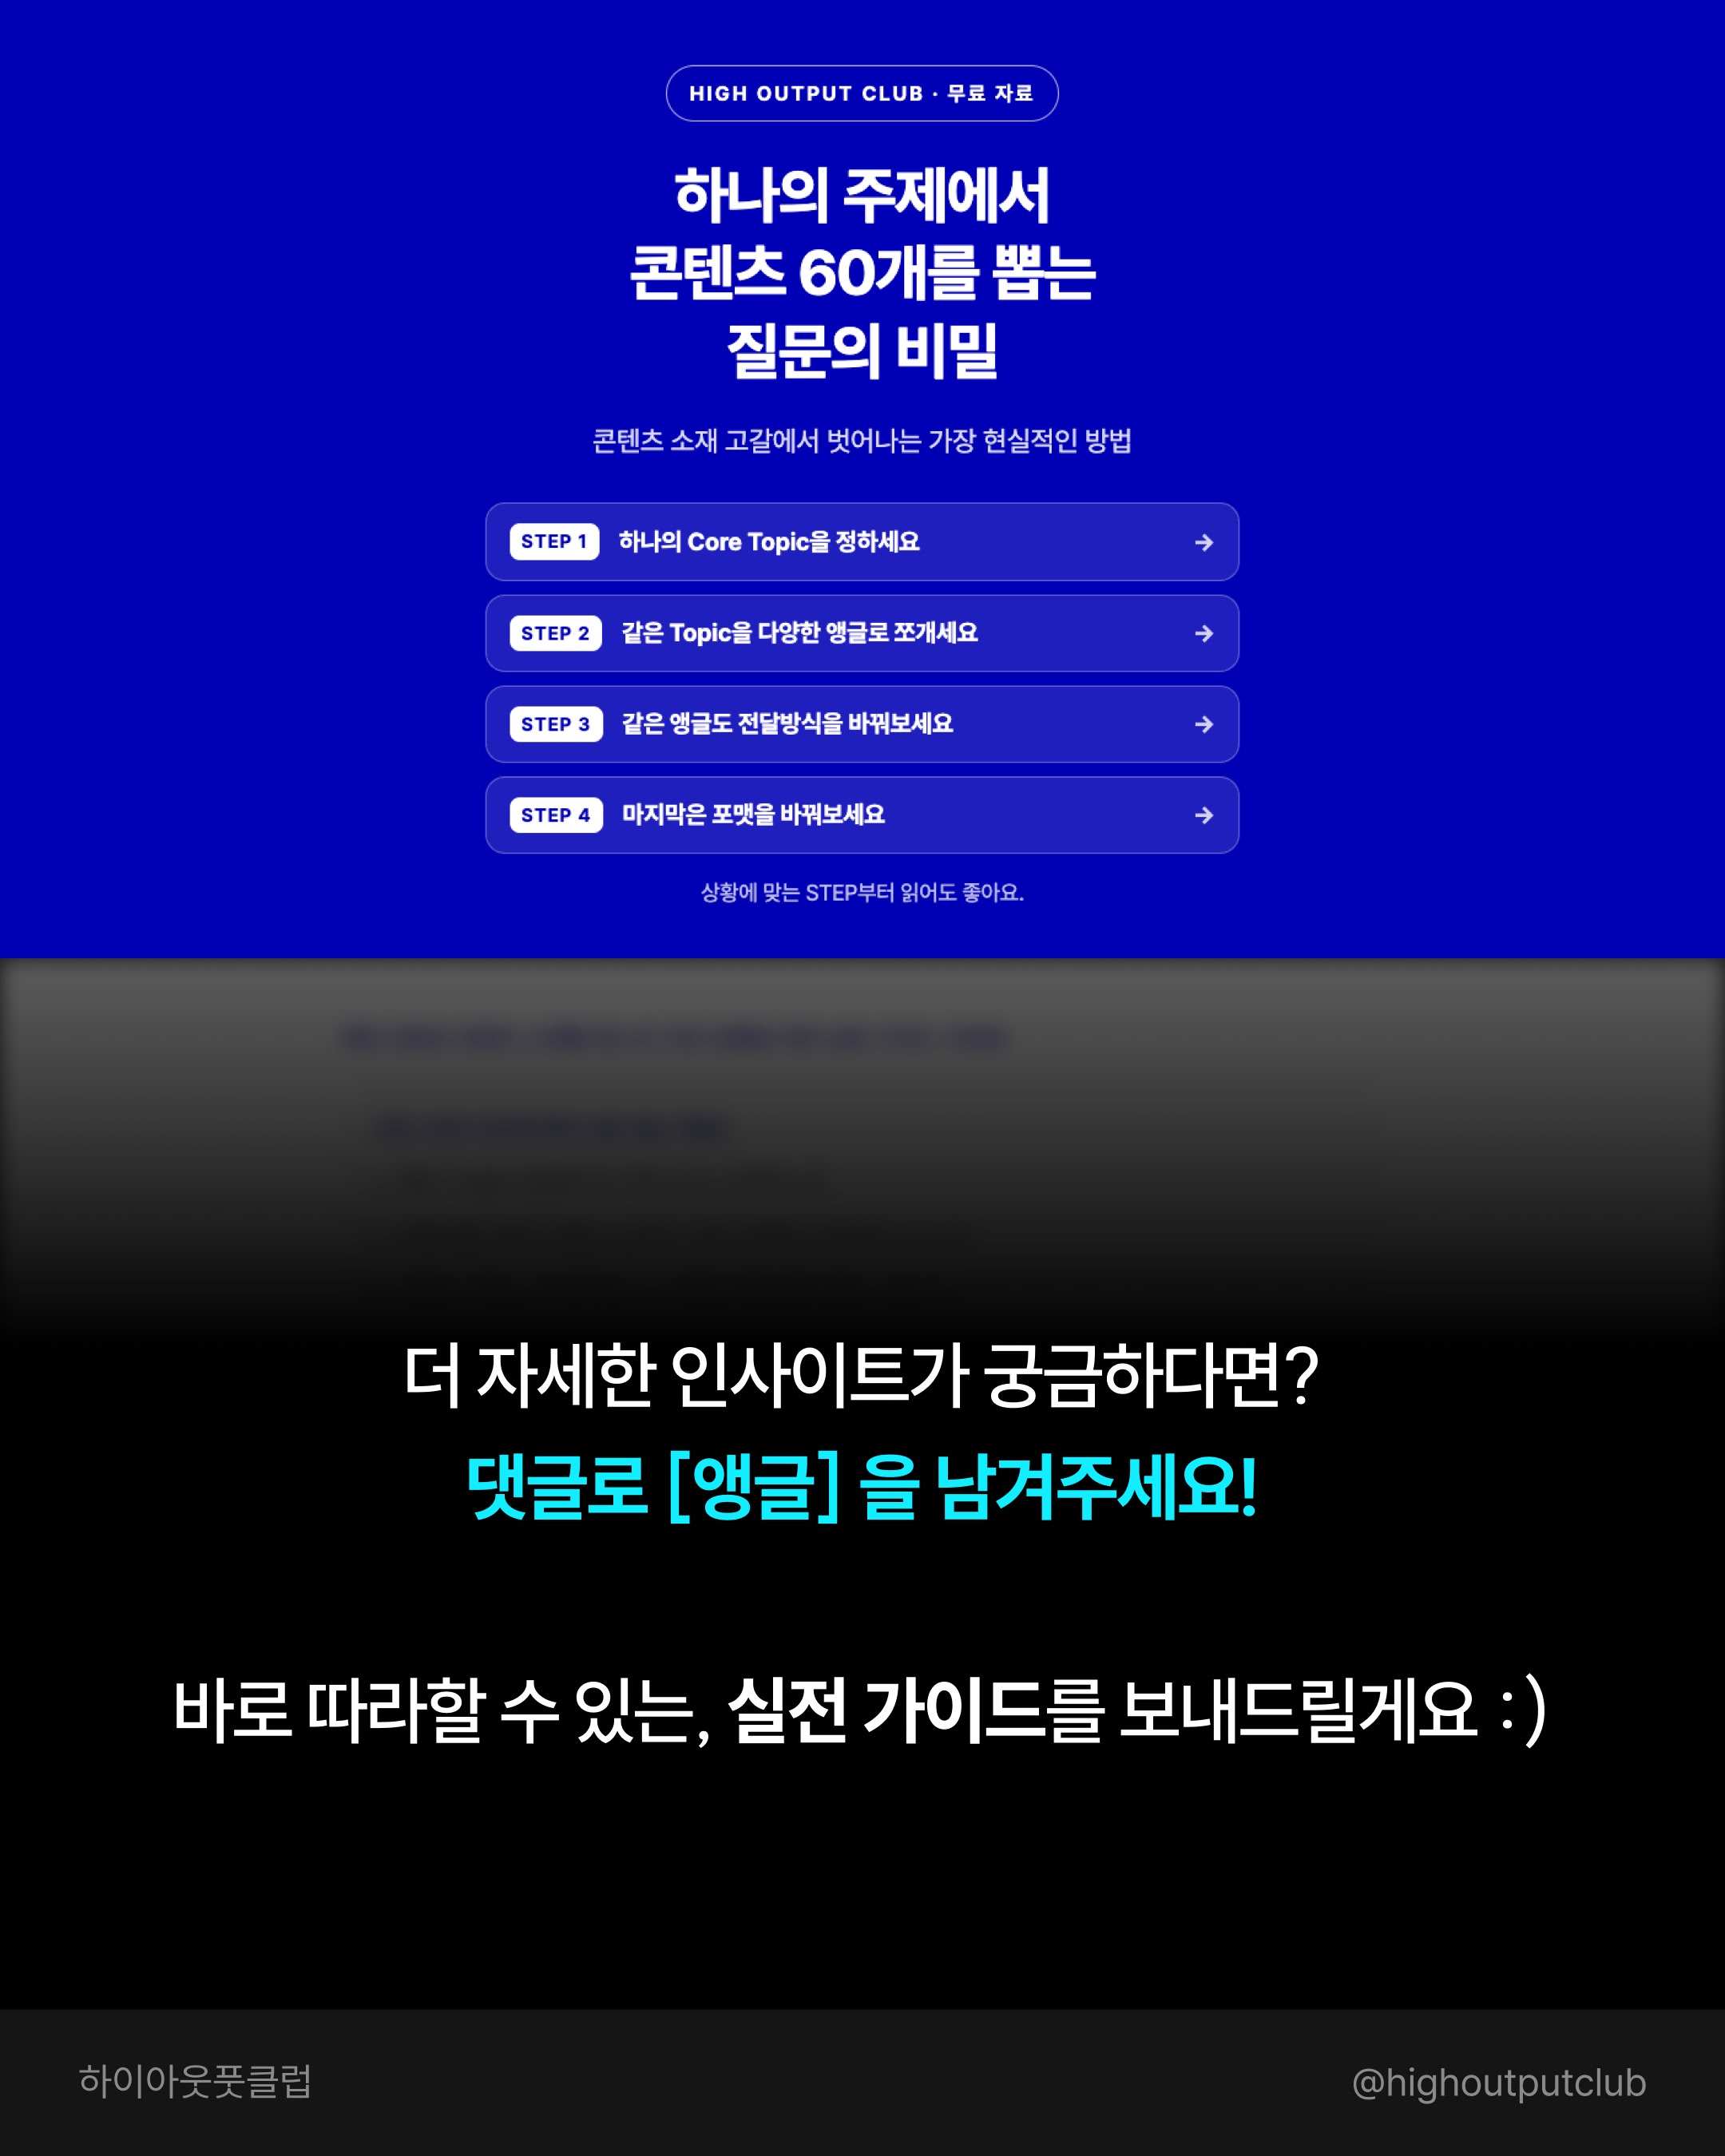 HIGH OUTPUT CLUB · 무료 자료
하나의 주제에서
콘텐츠 60개를 뽑는
질문의 비밀
콘텐츠 소재 고갈에서 벗어나는 가장 현실적인 방법
STEP 1 하나의 Core Topic을 정하세요 →
STEP 2 같은 Topic을 다양한 앵글로 쪼개세요 →
STEP 3 같은 앵글도 전달방식을 바꿔보세요 →
STEP 4 마지막은 포맷을 바꿔보세요 →
상황에 맞는 STEP부터 읽어도 좋아요.
더 자세한 인사이트가 궁금하다면?
댓글로 [앵글] 을 남겨주세요!
바로 따라할 수 있는, 실전 가이드를 보내드릴게요 :)
하이아웃풋클럽
@highoutputclub